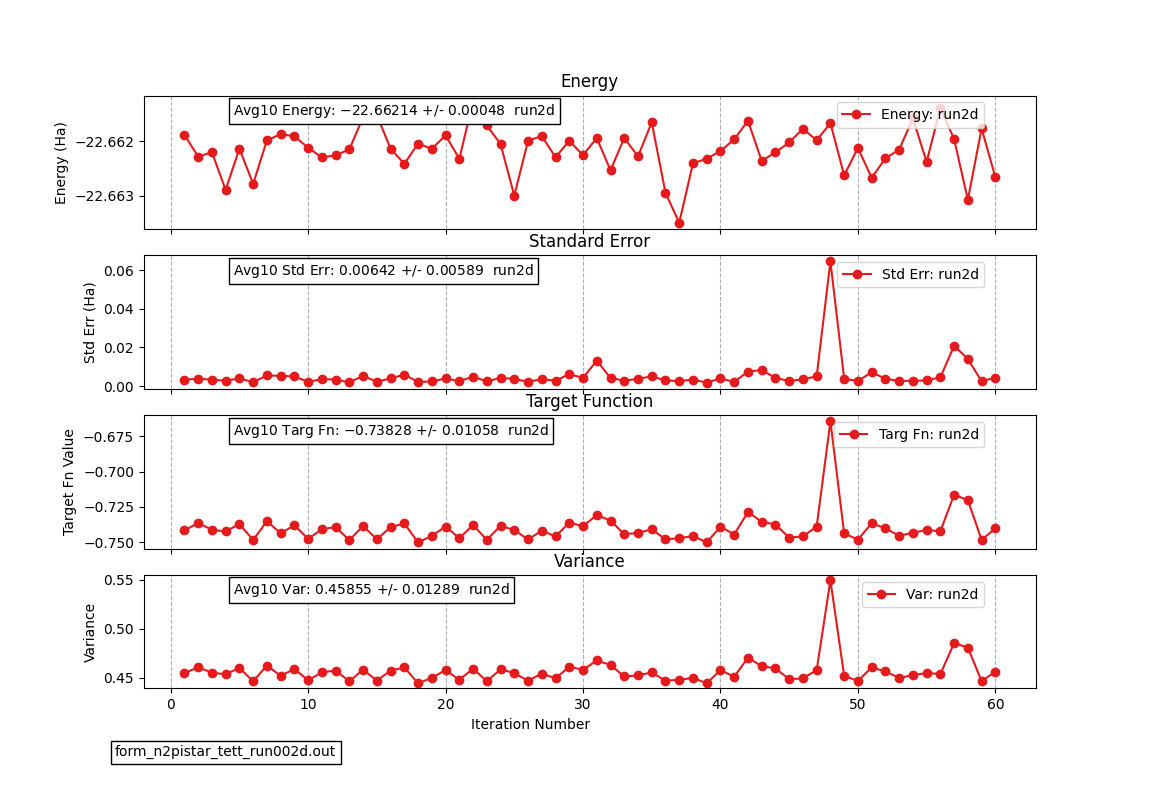 Energy
Avg10 Energy: −22.66214 +/- 0.00048 run2d
Energy: run2d
Energy (Ha)
−22.662
−22.663
Standard Error
Avg10 Std Err: 0.00642 +/- 0.00589 run2d
Std Err: run2d
Std Err (Ha)
0.06
0.04
0.02
0.00
Target Function
Avg10 Targ Fn: −0.73828 +/- 0.01058 run2d
Targ Fn: run2d
Target Fn Value
−0.675
−0.700
−0.725
−0.750
Variance
Avg10 Var: 0.45855 +/- 0.01289 run2d
Var: run2d
Variance
0.55
0.50
0.45
0 10 20 30 40 50 60
Iteration Number
form_n2pistar_tett_run002d.out